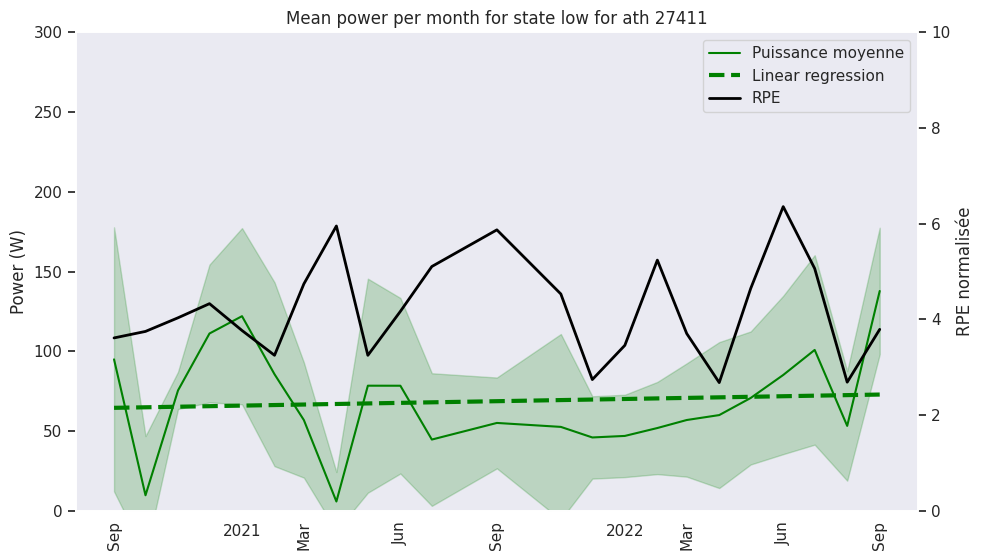 Mean power per month for state low for ath 27411
Puissance moyenne
Linear regression
RPE
300
250
200
150
100
50
0
Power (W)
10
8
6
4
2
0
RPE normalisée
Sep
2021
Mar
Jun
Sep
2022
Mar
Jun
Sep